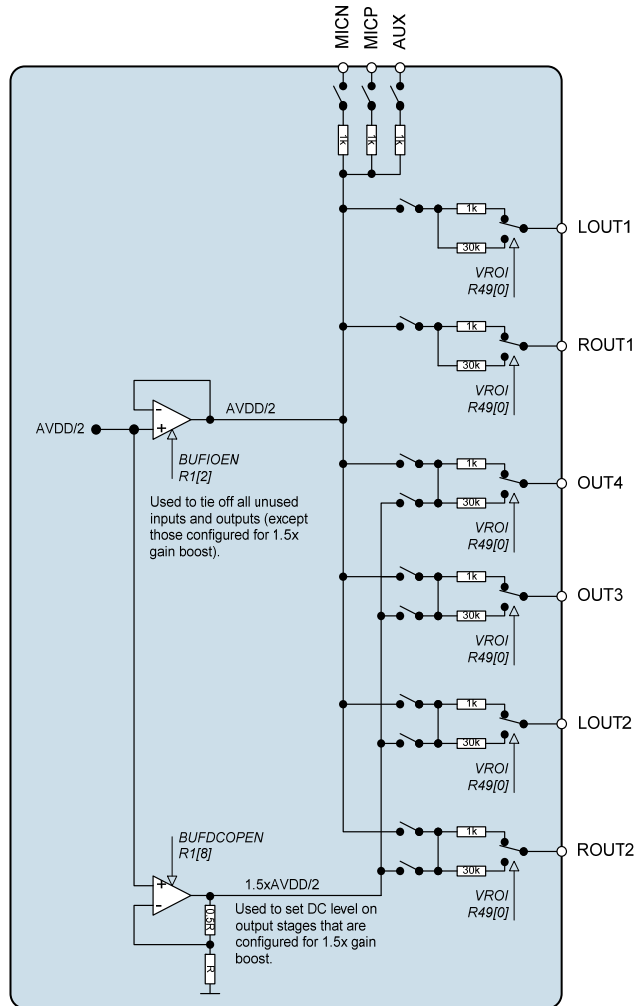 MICN
MICP
AUX
1k
1k
1k
1k
30k
LOUT1
VROI
R49[0]
1k
30k
ROUT1
VROI
R49[0]
AVDD/2
-
+
AVDD/2
BUFIOEN
R1[2]
Used to tie off all unused
inputs and outputs (except
those configured for 1.5x
gain boost).
1k
30k
OUT4
VROI
R49[0]
1k
30k
OUT3
VROI
R49[0]
1k
30k
LOUT2
VROI
R49[0]
BUFDCOPEN
R1[8]
+
-
1.5xAVDD/2
0.5R
R
Used to set DC level on
output stages that are
configured for 1.5x gain
boost.
1k
30k
ROUT2
VROI
R49[0]